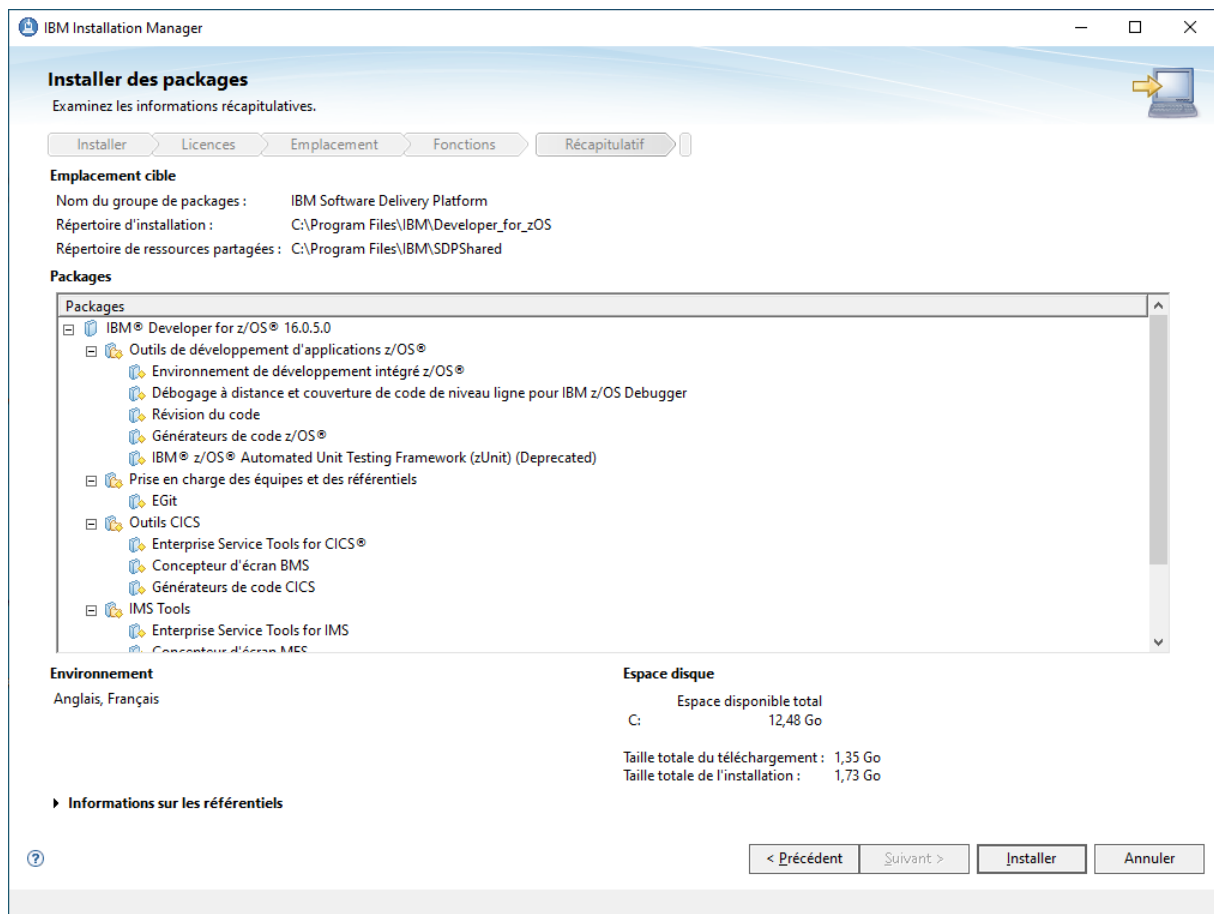 IBM Installation Manager
Installer des packages
Examinez les informations récapitulatives.
Installer Licences Emplacement Fonctions Récapitulatif
Emplacement cible
Nom du groupe de packages : IBM Software Delivery Platform
Répertoire d'installation : C:\Program Files\IBM\Developer_for_zOS
Répertoire de ressources partagées : C:\Program Files\IBM\SDPShared
Packages
Packages
IBM® Developer for z/OS® 16.0.5.0
Outils de développement d'applications z/OS®
Environnement de développement intégré z/OS®
Débogage à distance et couverture de code de niveau ligne pour IBM z/OS Debugger
Révision du code
Générateurs de code z/OS®
IBM® z/OS® Automated Unit Testing Framework (zUnit) (Deprecated)
Prise en charge des équipes et des référentiels
EGit
Outils CICS
Enterprise Service Tools for CICS®
Concepteur d'écran BMS
Générateurs de code CICS
IMS Tools
Enterprise Service Tools for IMS
Concepteur d'écran MFS
Environnement
Anglais, Français
Espace disque
Espace disponible total
C: 12,48 Go
Taille totale du téléchargement : 1,35 Go
Taille totale de l'installation : 1,73 Go
Informations sur les référentiels
? < Précédent Suivant > Installer Annuler